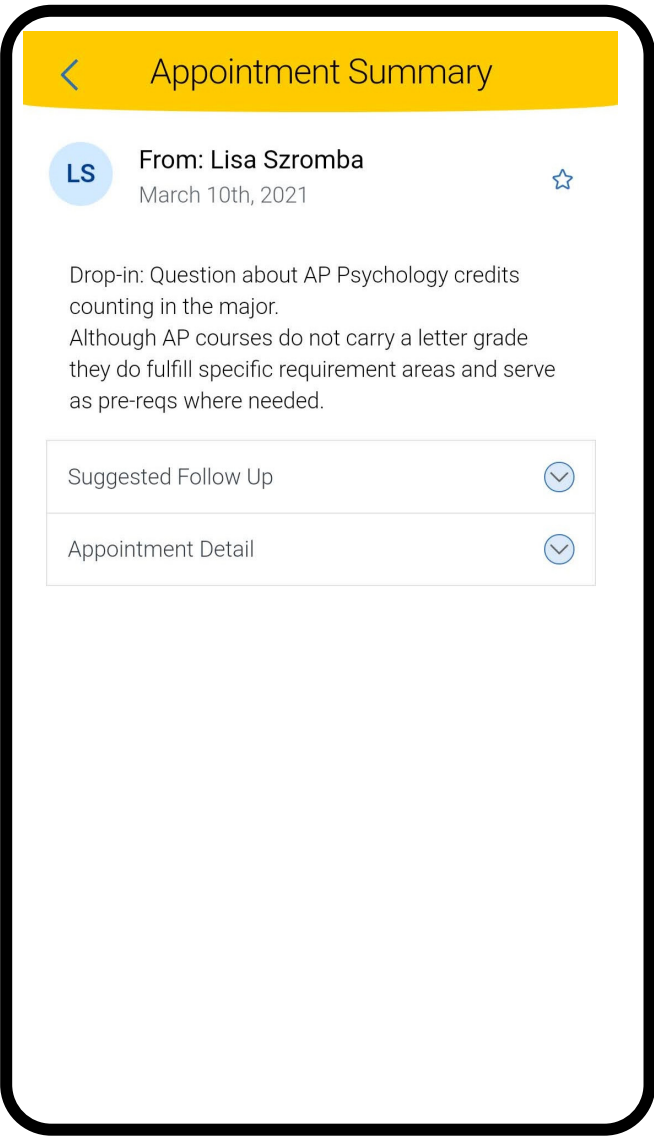 Appointment Summary
LS
From: Lisa Szromba
March 10th, 2021
Drop-in: Question about AP Psychology credits
counting in the major.
Although AP courses do not carry a letter grade
they do fulfill specific requirement areas and serve
as pre-reqs where needed.
Suggested Follow Up
Appointment Detail